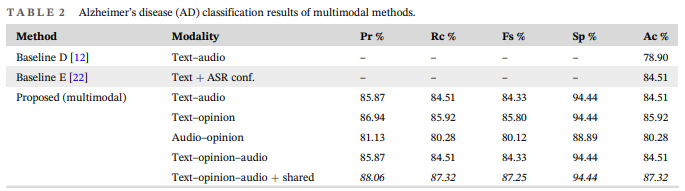 TABLE 2 Alzheimer's disease (AD) classification results of multimodal methods.
Method Modality Pr % Rc % Fs % Sp % Ac %
Baseline D [12] Text–audio – – – – 78.90
Baseline E [22] Text + ASR conf. – – – – 84.51
Proposed (multimodal) Text–audio 85.87 84.51 84.33 94.44 84.51
Text–opinion 86.94 85.92 85.80 94.44 85.92
Audio–opinion 81.13 80.28 80.12 88.89 80.28
Text–opinion–audio 85.87 84.51 84.33 94.44 84.51
Text–opinion–audio + shared 88.06 87.32 87.25 94.44 87.32